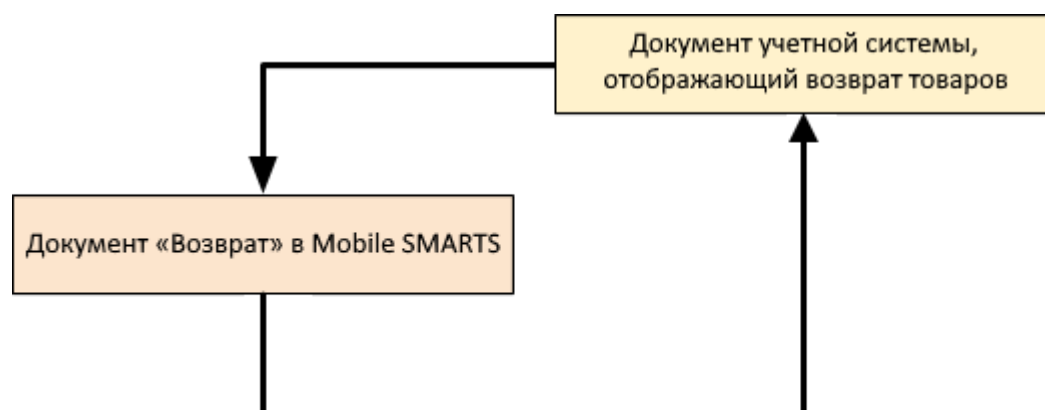 Документ учетной системы,
отображающий возврат товаров
Документ «Возврат» в Mobile SMARTS